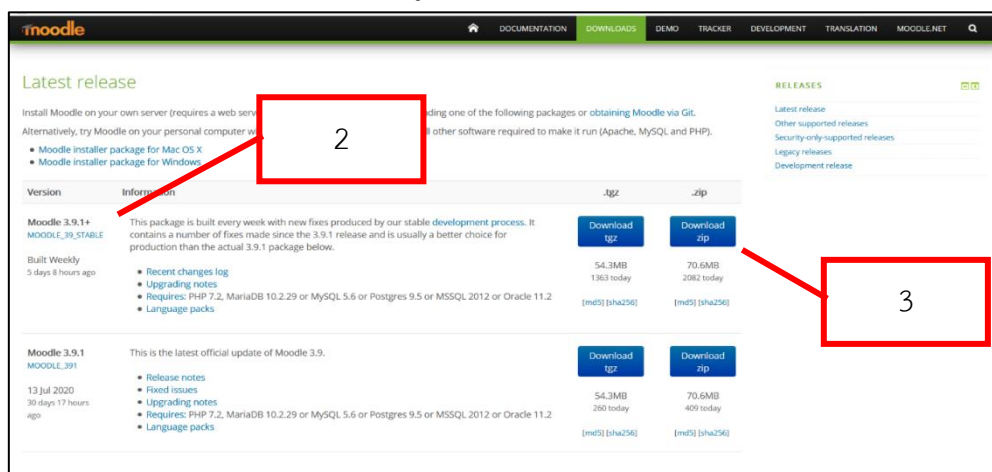 moodle
DOCUMENTATION DOWNLOADS DEMO TRACKER DEVELOPMENT TRANSLATION MOODLE.NET
Latest release
Install Moodle on your own server (requires a web serv
ding one of the following packages or obtaining Moodle via Git.
Alternatively, try Moodle on your personal computer w
ll other software required to make it run (Apache, MySQL and PHP).
• Moodle installer package for Mac OS X
• Moodle installer package for Windows
2
RELEASES
Latest release
Other supported releases
Security-only-supported releases
Legacy releases
Development release
Version Information .tgz .zip
Moodle 3.9.1+
MOODLE_39_STABLE
Built Weekly
5 days 8 hours ago
This package is built every week with new fixes produced by our stable development process. It
contains a number of fixes made since the 3.9.1 release and is usually a better choice for
production than the actual 3.9.1 package below.
• Recent changes log
• Upgrading notes
• Requires: PHP 7.2, MariaDB 10.2.29 or MySQL 5.6 or Postgres 9.5 or MSSQL 2012 or Oracle 11.2
• Language packs
Download
tgz
54.3MB
1363 today
[md5] [sha256]
Download
zip
70.6MB
2082 today
[md5] [sha256]
3
Moodle 3.9.1
MOODLE_391
13 Jul 2020
30 days 17 hours
ago
This is the latest official update of Moodle 3.9.
• Release notes
• Fixed issues
• Upgrading notes
• Requires: PHP 7.2, MariaDB 10.2.29 or MySQL 5.6 or Postgres 9.5 or MSSQL 2012 or Oracle 11.2
• Language packs
Download
tgz
54.3MB
260 today
[md5] [sha256]
Download
zip
70.6MB
409 today
[md5] [sha256]